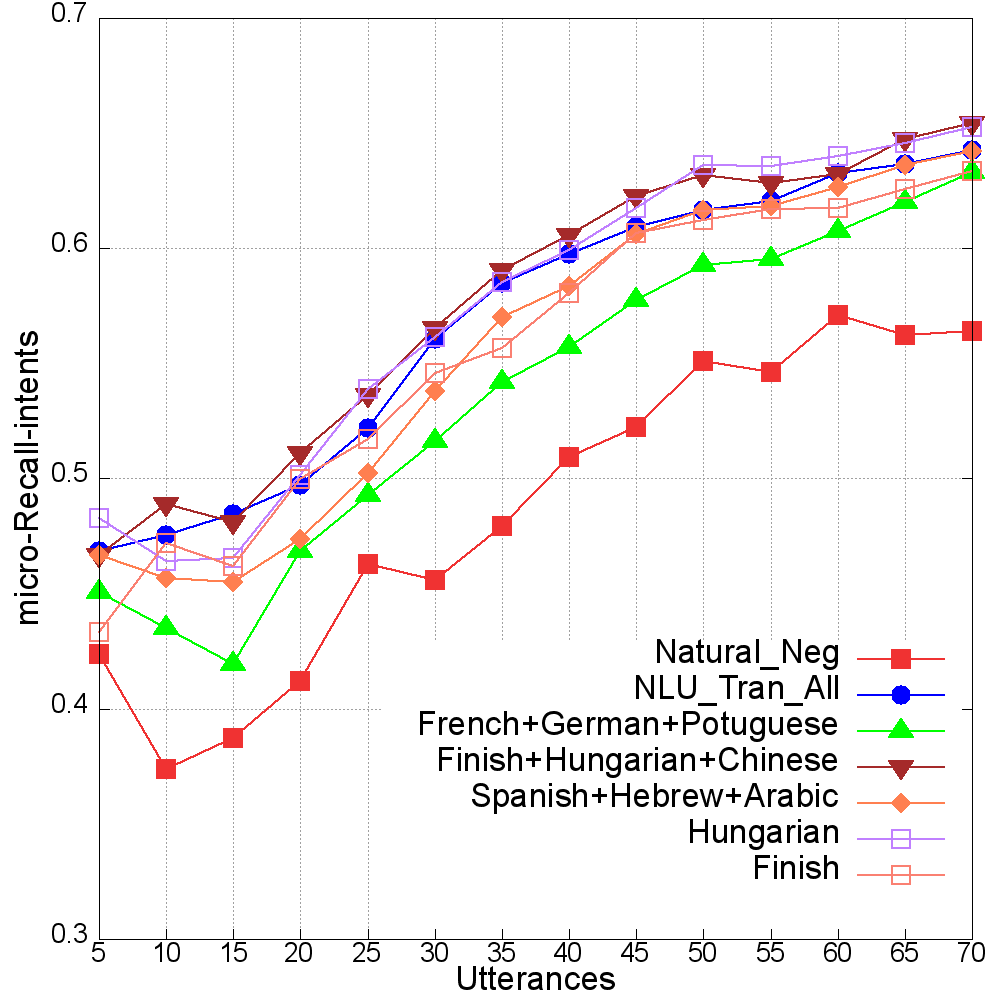 0.7
0.6
0.5
0.4
0.3
micro-Recall-intents
Natural_Neg
NLU_Tran_All
French+German+Potuguese
Finish+Hungarian+Chinese
Spanish+Hebrew+Arabic
Hungarian
Finish
5 10 15 20 25 30 35 40 45 50 55 60 65 70
Utterances